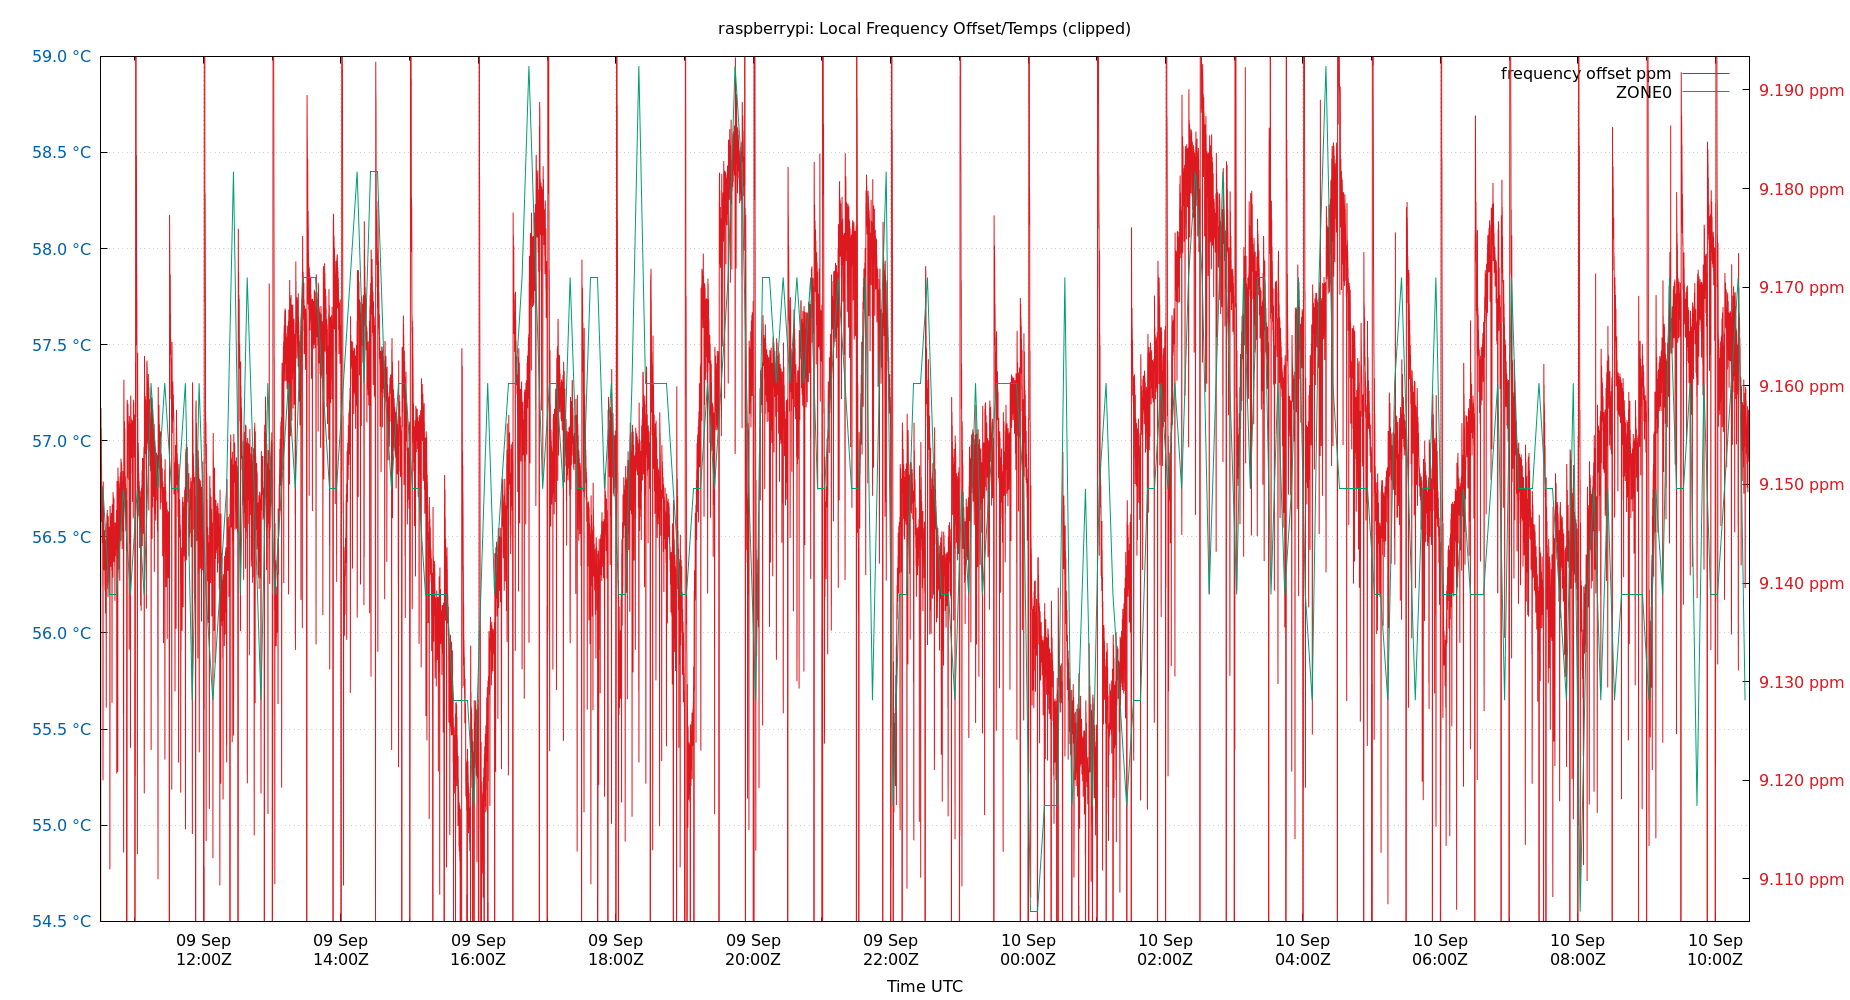 raspberrypi: Local Frequency Offset/Temps (clipped)
frequency offset ppm
ZONE0
59.0 °C
58.5 °C
58.0 °C
57.5 °C
57.0 °C
56.5 °C
56.0 °C
55.5 °C
55.0 °C
54.5 °C
9.190 ppm
9.180 ppm
9.170 ppm
9.160 ppm
9.150 ppm
9.140 ppm
9.130 ppm
9.120 ppm
9.110 ppm
09 Sep 09 Sep 09 Sep 09 Sep 09 Sep 09 Sep 10 Sep 10 Sep 10 Sep 10 Sep 10 Sep 10 Sep
12:00Z 14:00Z 16:00Z 18:00Z 20:00Z 22:00Z 00:00Z 02:00Z 04:00Z 06:00Z 08:00Z 10:00Z
Time UTC